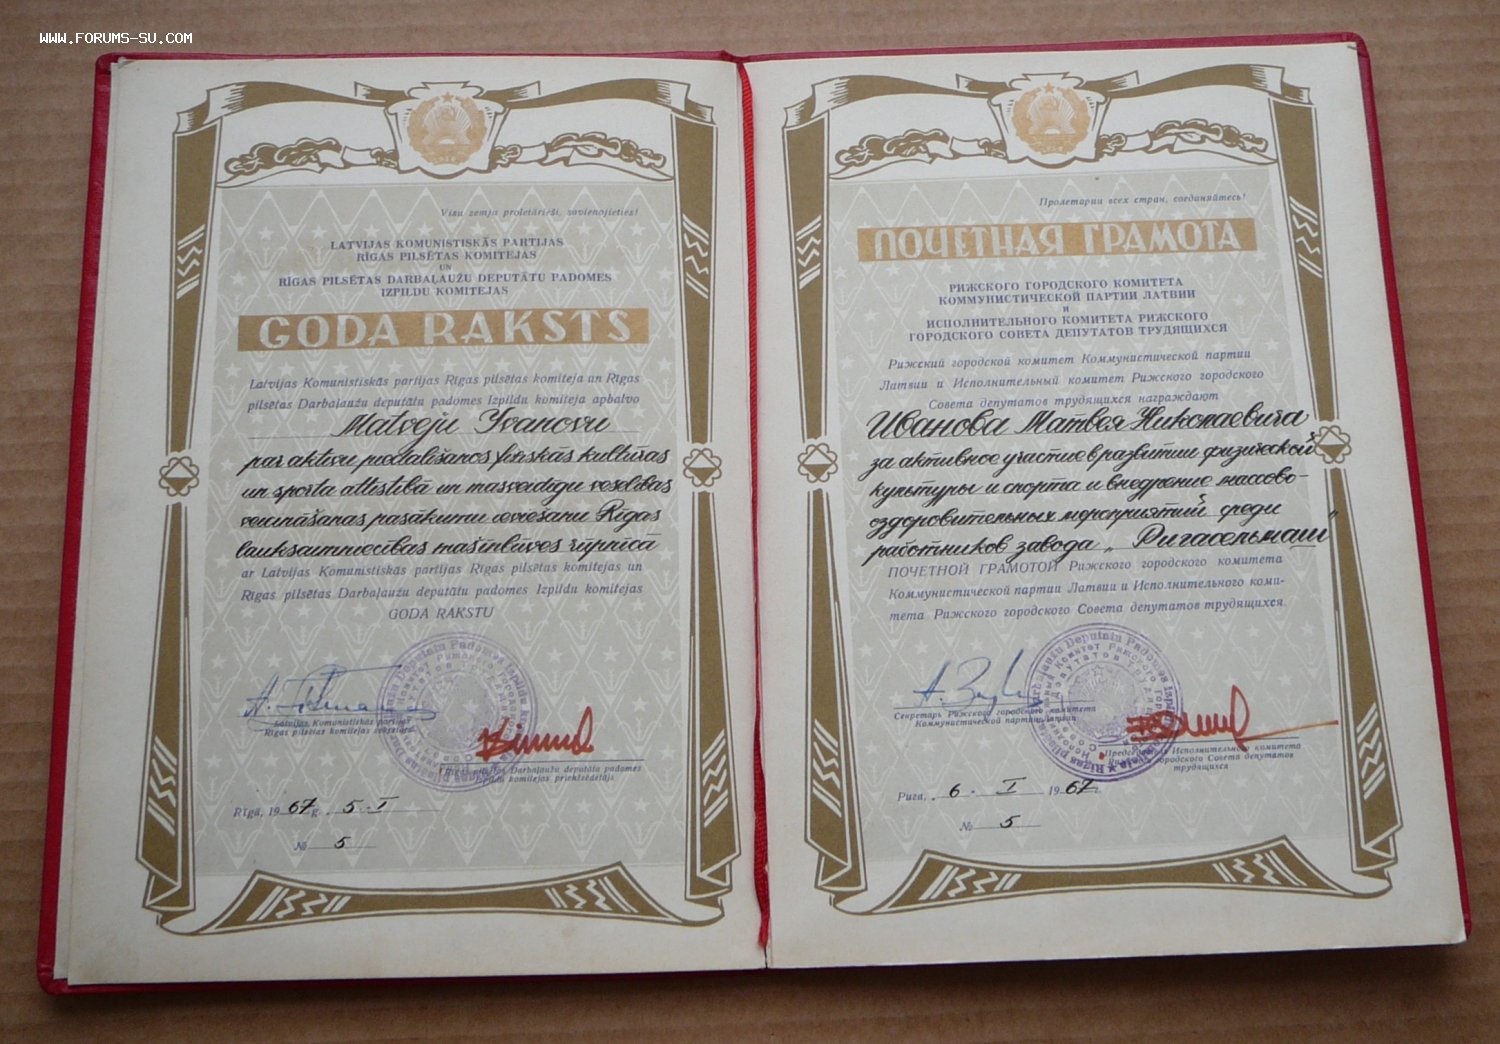 WWW.FORUMS-SU.COM
Visu zemju proletārieši, savienojieties!
LATVIJAS KOMUNISTISKĀS PARTIJAS
RĪGAS PILSĒTAS KOMITEJAS
UN
RĪGAS PILSĒTAS DARBAĻAUŽU DEPUTĀTU PADOMES
IZPILDU KOMITEJAS
GODA RAKSTS
Latvijas Komunistiskās partijas Rīgas pilsētas komiteja un Rīgas
pilsētas Darbaļaužu deputātu padomes Izpildu komiteja apbalvo
Matveju Ivanovu
par aktīvu piedalīšanos fiziskās kultūras
un sporta attīstībā un masveidīgu veselības
veicināšanas pasākumu ieviešanu Rīgas
lauksaimniecības mašīnbūves rūpnīcā
ar Latvijas Komunistiskās partijas Rīgas pilsētas komitejas un
Rīgas pilsētas Darbaļaužu deputātu padomes Izpildu komitejas
GODA RAKSTU
Latvijas Komunistiskās partijas
Rīgas pilsētas komitejas sekretārs
Rīgas pilsētas Darbaļaužu deputātu padomes
Izpildu komitejas priekšsēdētājs
Rīgā, 1967 g. 5. I
№ 5
Пролетарии всех стран, соединяйтесь!
ПОЧЕТНАЯ ГРАМОТА
РИЖСКОГО ГОРОДСКОГО КОМИТЕТА
КОММУНИСТИЧЕСКОЙ ПАРТИИ ЛАТВИИ
И
ИСПОЛНИТЕЛЬНОГО КОМИТЕТА РИЖСКОГО
ГОРОДСКОГО СОВЕТА ДЕПУТАТОВ ТРУДЯЩИХСЯ
Рижский городской комитет Коммунистической партии
Латвии и Исполнительный комитет Рижского городского
Совета депутатов трудящихся награждают
Иванова Матвея Николаевича
за активное участие в развитии физической
культуры и спорта и внедрение массово-
оздоровительных мероприятий среди
работников завода „Ригасельмаш"
ПОЧЕТНОЙ ГРАМОТОЙ Рижского городского комитета
Коммунистической партии Латвии и Исполнительного коми-
тета Рижского городского Совета депутатов трудящихся.
Секретарь Рижского городского комитета
Коммунистической партии Латвии
Председатель Исполнительного комитета
Рижского городского Совета депутатов
трудящихся
Рига, 6. I 1967 г.
№ 5